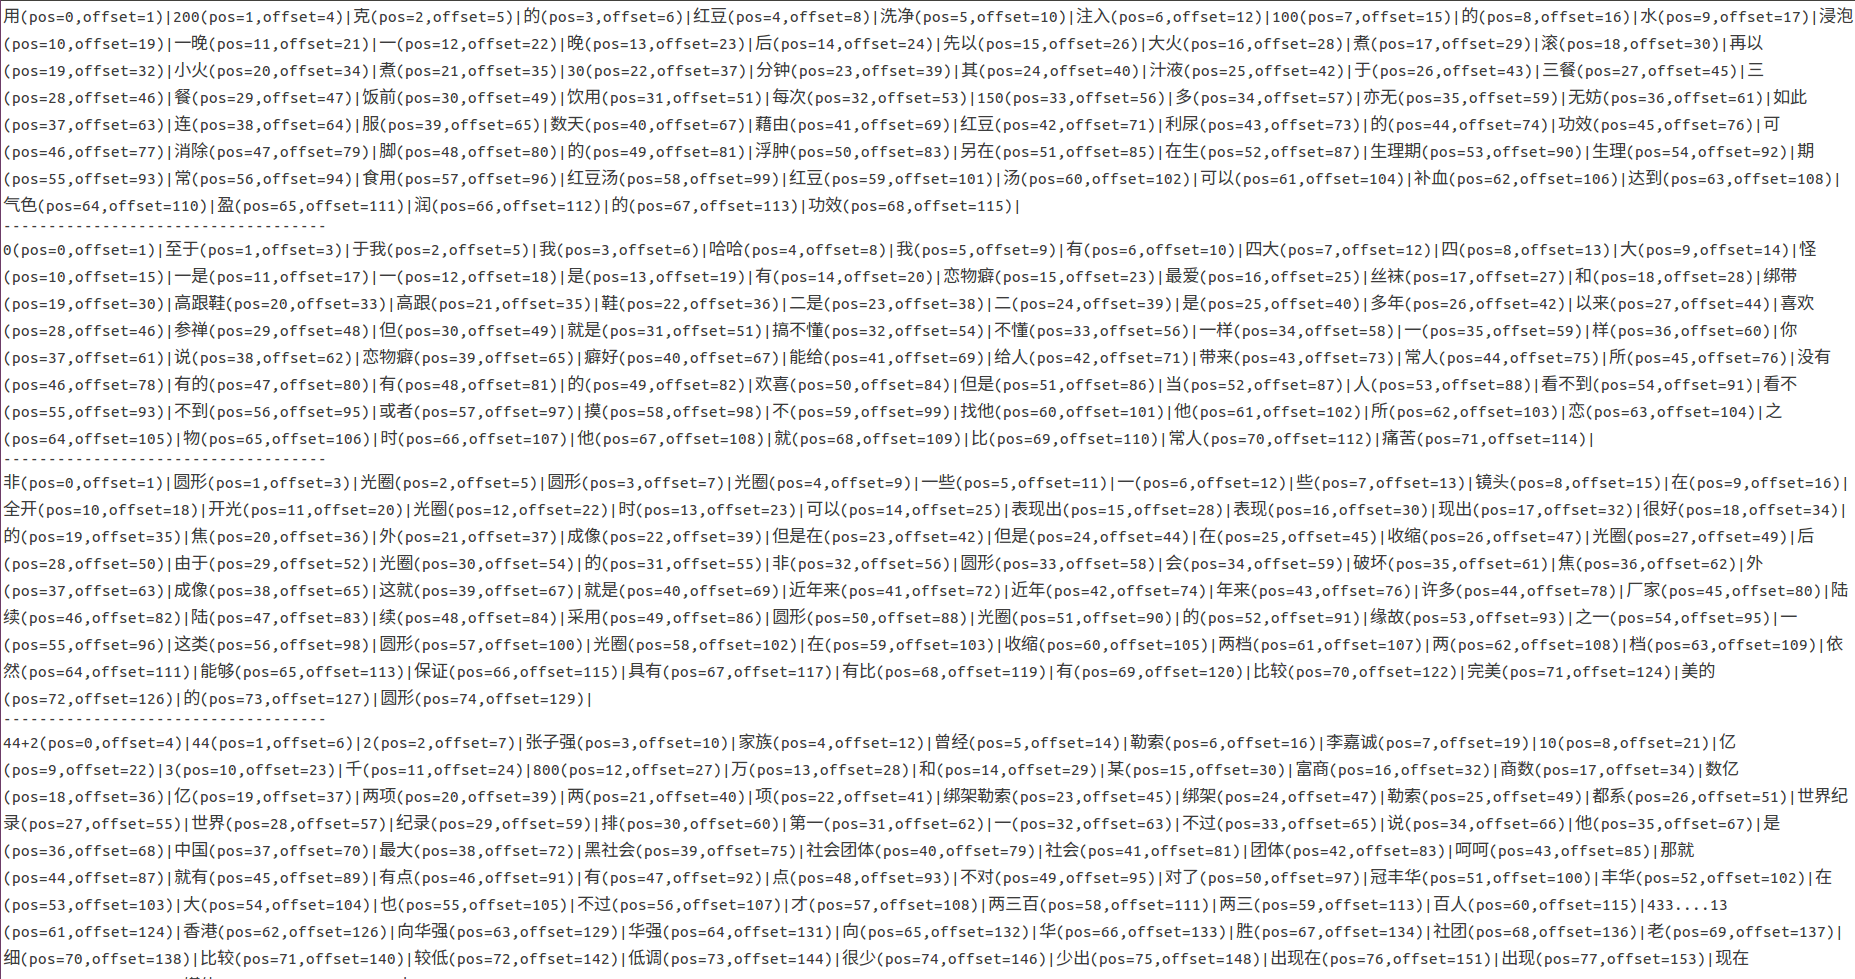 用(pos=0,offset=1)|200(pos=1,offset=4)|克(pos=2,offset=5)|的(pos=3,offset=6)|红豆(pos=4,offset=8)|洗净(pos=5,offset=10)|注入(pos=6,offset=12)|100(pos=7,offset=15)|的(pos=8,offset=16)|水(pos=9,offset=17)|浸泡
(pos=10,offset=19)|一晚(pos=11,offset=21)|一(pos=12,offset=22)|晚(pos=13,offset=23)|后(pos=14,offset=24)|先以(pos=15,offset=26)|大火(pos=16,offset=28)|煮(pos=17,offset=29)|滚(pos=18,offset=30)|再以
(pos=19,offset=32)|小火(pos=20,offset=34)|煮(pos=21,offset=35)|30(pos=22,offset=37)|分钟(pos=23,offset=39)|其(pos=24,offset=40)|汁液(pos=25,offset=42)|于(pos=26,offset=43)|三餐(pos=27,offset=45)|三
(pos=28,offset=46)|餐(pos=29,offset=47)|饭前(pos=30,offset=49)|饮用(pos=31,offset=51)|每次(pos=32,offset=53)|150(pos=33,offset=56)|多(pos=34,offset=57)|亦无(pos=35,offset=59)|无妨(pos=36,offset=61)|如此
(pos=37,offset=63)|连(pos=38,offset=64)|服(pos=39,offset=65)|数天(pos=40,offset=67)|藉由(pos=41,offset=69)|红豆(pos=42,offset=71)|利尿(pos=43,offset=73)|的(pos=44,offset=74)|功效(pos=45,offset=76)|可
(pos=46,offset=77)|消除(pos=47,offset=79)|脚(pos=48,offset=80)|的(pos=49,offset=81)|浮肿(pos=50,offset=83)|另在(pos=51,offset=85)|在生(pos=52,offset=87)|生理期(pos=53,offset=90)|生理(pos=54,offset=92)|期
(pos=55,offset=93)|常(pos=56,offset=94)|食用(pos=57,offset=96)|红豆汤(pos=58,offset=99)|红豆(pos=59,offset=101)|汤(pos=60,offset=102)|可以(pos=61,offset=104)|补血(pos=62,offset=106)|达到(pos=63,offset=108)|
气色(pos=64,offset=110)|盈(pos=65,offset=111)|润(pos=66,offset=112)|的(pos=67,offset=113)|功效(pos=68,offset=115)|
------------------------------------
0(pos=0,offset=1)|至于(pos=1,offset=3)|于我(pos=2,offset=5)|我(pos=3,offset=6)|哈哈(pos=4,offset=8)|我(pos=5,offset=9)|有(pos=6,offset=10)|四大(pos=7,offset=12)|四(pos=8,offset=13)|大(pos=9,offset=14)|怪
(pos=10,offset=15)|一是(pos=11,offset=17)|一(pos=12,offset=18)|是(pos=13,offset=19)|有(pos=14,offset=20)|恋物癖(pos=15,offset=23)|最爱(pos=16,offset=25)|丝袜(pos=17,offset=27)|和(pos=18,offset=28)|绑带
(pos=19,offset=30)|高跟鞋(pos=20,offset=33)|高跟(pos=21,offset=35)|鞋(pos=22,offset=36)|二是(pos=23,offset=38)|二(pos=24,offset=39)|是(pos=25,offset=40)|多年(pos=26,offset=42)|以来(pos=27,offset=44)|喜欢
(pos=28,offset=46)|参禅(pos=29,offset=48)|但(pos=30,offset=49)|就是(pos=31,offset=51)|搞不懂(pos=32,offset=54)|不懂(pos=33,offset=56)|一样(pos=34,offset=58)|一(pos=35,offset=59)|样(pos=36,offset=60)|你
(pos=37,offset=61)|说(pos=38,offset=62)|恋物癖(pos=39,offset=65)|癖好(pos=40,offset=67)|能给(pos=41,offset=69)|给人(pos=42,offset=71)|带来(pos=43,offset=73)|常人(pos=44,offset=75)|所(pos=45,offset=76)|没有
(pos=46,offset=78)|有的(pos=47,offset=80)|有(pos=48,offset=81)|的(pos=49,offset=82)|欢喜(pos=50,offset=84)|但是(pos=51,offset=86)|当(pos=52,offset=87)|人(pos=53,offset=88)|看不到(pos=54,offset=91)|看不
(pos=55,offset=93)|不到(pos=56,offset=95)|或者(pos=57,offset=97)|摸(pos=58,offset=98)|不(pos=59,offset=99)|找他(pos=60,offset=101)|他(pos=61,offset=102)|所(pos=62,offset=103)|恋(pos=63,offset=104)|之
(pos=64,offset=105)|物(pos=65,offset=106)|时(pos=66,offset=107)|他(pos=67,offset=108)|就(pos=68,offset=109)|比(pos=69,offset=110)|常人(pos=70,offset=112)|痛苦(pos=71,offset=114)|
------------------------------------
非(pos=0,offset=1)|圆形(pos=1,offset=3)|光圈(pos=2,offset=5)|圆形(pos=3,offset=7)|光圈(pos=4,offset=9)|一些(pos=5,offset=11)|一(pos=6,offset=12)|些(pos=7,offset=13)|镜头(pos=8,offset=15)|在(pos=9,offset=16)|
全开(pos=10,offset=18)|开光(pos=11,offset=20)|光圈(pos=12,offset=22)|时(pos=13,offset=23)|可以(pos=14,offset=25)|表现出(pos=15,offset=28)|表现(pos=16,offset=30)|现出(pos=17,offset=32)|很好(pos=18,offset=34)|
的(pos=19,offset=35)|焦(pos=20,offset=36)|外(pos=21,offset=37)|成像(pos=22,offset=39)|但是在(pos=23,offset=42)|但是(pos=24,offset=44)|在(pos=25,offset=45)|收缩(pos=26,offset=47)|光圈(pos=27,offset=49)|后
(pos=28,offset=50)|由于(pos=29,offset=52)|光圈(pos=30,offset=54)|的(pos=31,offset=55)|非(pos=32,offset=56)|圆形(pos=33,offset=58)|会(pos=34,offset=59)|破坏(pos=35,offset=61)|焦(pos=36,offset=62)|外
(pos=37,offset=63)|成像(pos=38,offset=65)|这就(pos=39,offset=67)|就是(pos=40,offset=69)|近年来(pos=41,offset=72)|近年(pos=42,offset=74)|年来(pos=43,offset=76)|许多(pos=44,offset=78)|厂家(pos=45,offset=80)|陆
续(pos=46,offset=82)|陆(pos=47,offset=83)|续(pos=48,offset=84)|采用(pos=49,offset=86)|圆形(pos=50,offset=88)|光圈(pos=51,offset=90)|的(pos=52,offset=91)|缘故(pos=53,offset=93)|之一(pos=54,offset=95)|一
(pos=55,offset=96)|这类(pos=56,offset=98)|圆形(pos=57,offset=100)|光圈(pos=58,offset=102)|在(pos=59,offset=103)|收缩(pos=60,offset=105)|两档(pos=61,offset=107)|两(pos=62,offset=108)|档(pos=63,offset=109)|依
然(pos=64,offset=111)|能够(pos=65,offset=113)|保证(pos=66,offset=115)|具有(pos=67,offset=117)|有比(pos=68,offset=119)|有(pos=69,offset=120)|比较(pos=70,offset=122)|完美(pos=71,offset=124)|美的
(pos=72,offset=126)|的(pos=73,offset=127)|圆形(pos=74,offset=129)|
------------------------------------
44+2(pos=0,offset=4)|44(pos=1,offset=6)|2(pos=2,offset=7)|张子强(pos=3,offset=10)|家族(pos=4,offset=12)|曾经(pos=5,offset=14)|勒索(pos=6,offset=16)|李嘉诚(pos=7,offset=19)|10(pos=8,offset=21)|亿
(pos=9,offset=22)|3(pos=10,offset=23)|千(pos=11,offset=24)|800(pos=12,offset=27)|万(pos=13,offset=28)|和(pos=14,offset=29)|某(pos=15,offset=30)|富商(pos=16,offset=32)|商数(pos=17,offset=34)|数亿
(pos=18,offset=36)|亿(pos=19,offset=37)|两项(pos=20,offset=39)|两(pos=21,offset=40)|项(pos=22,offset=41)|绑架勒索(pos=23,offset=45)|绑架(pos=24,offset=47)|勒索(pos=25,offset=49)|都系(pos=26,offset=51)|世界纪
录(pos=27,offset=55)|世界(pos=28,offset=57)|纪录(pos=29,offset=59)|排(pos=30,offset=60)|第一(pos=31,offset=62)|一(pos=32,offset=63)|不过(pos=33,offset=65)|说(pos=34,offset=66)|他(pos=35,offset=67)|是
(pos=36,offset=68)|中国(pos=37,offset=70)|最大(pos=38,offset=72)|黑社会(pos=39,offset=75)|社会团体(pos=40,offset=79)|社会(pos=41,offset=81)|团体(pos=42,offset=83)|呵呵(pos=43,offset=85)|那就
(pos=44,offset=87)|就有(pos=45,offset=89)|有点(pos=46,offset=91)|有(pos=47,offset=92)|点(pos=48,offset=93)|不对(pos=49,offset=95)|对了(pos=50,offset=97)|冠丰华(pos=51,offset=100)|丰华(pos=52,offset=102)|在
(pos=53,offset=103)|大(pos=54,offset=104)|也(pos=55,offset=105)|不过(pos=56,offset=107)|才(pos=57,offset=108)|两三百(pos=58,offset=111)|两三(pos=59,offset=113)|百人(pos=60,offset=115)|433....13
(pos=61,offset=124)|香港(pos=62,offset=126)|向华强(pos=63,offset=129)|华强(pos=64,offset=131)|向(pos=65,offset=132)|华(pos=66,offset=133)|胜(pos=67,offset=134)|社团(pos=68,offset=136)|老(pos=69,offset=137)|
细(pos=70,offset=138)|比较(pos=71,offset=140)|较低(pos=72,offset=142)|低调(pos=73,offset=144)|很少(pos=74,offset=146)|少出(pos=75,offset=148)|出现在(pos=76,offset=151)|出现(pos=77,offset=153)|现在